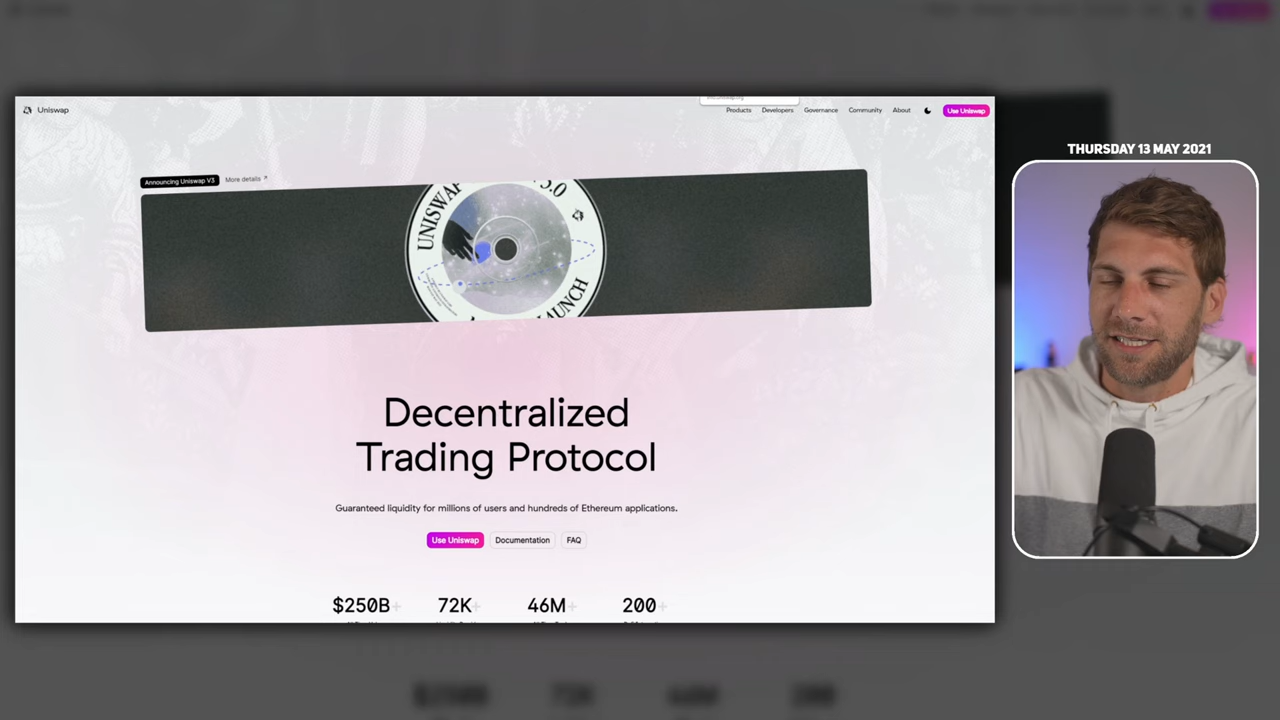 Uniswap
Products
Developers
Governance
Community
About
Use Uniswap
THURSDAY 13 MAY 2021
Announcing Uniswap V3
More details
UNISWAP
LAUNCH
Decentralized
Trading Protocol
Guaranteed liquidity for millions of users and hundreds of Ethereum applications.
Use Uniswap
Documentation
FAQ
$250B+
72K+
46M+
200+